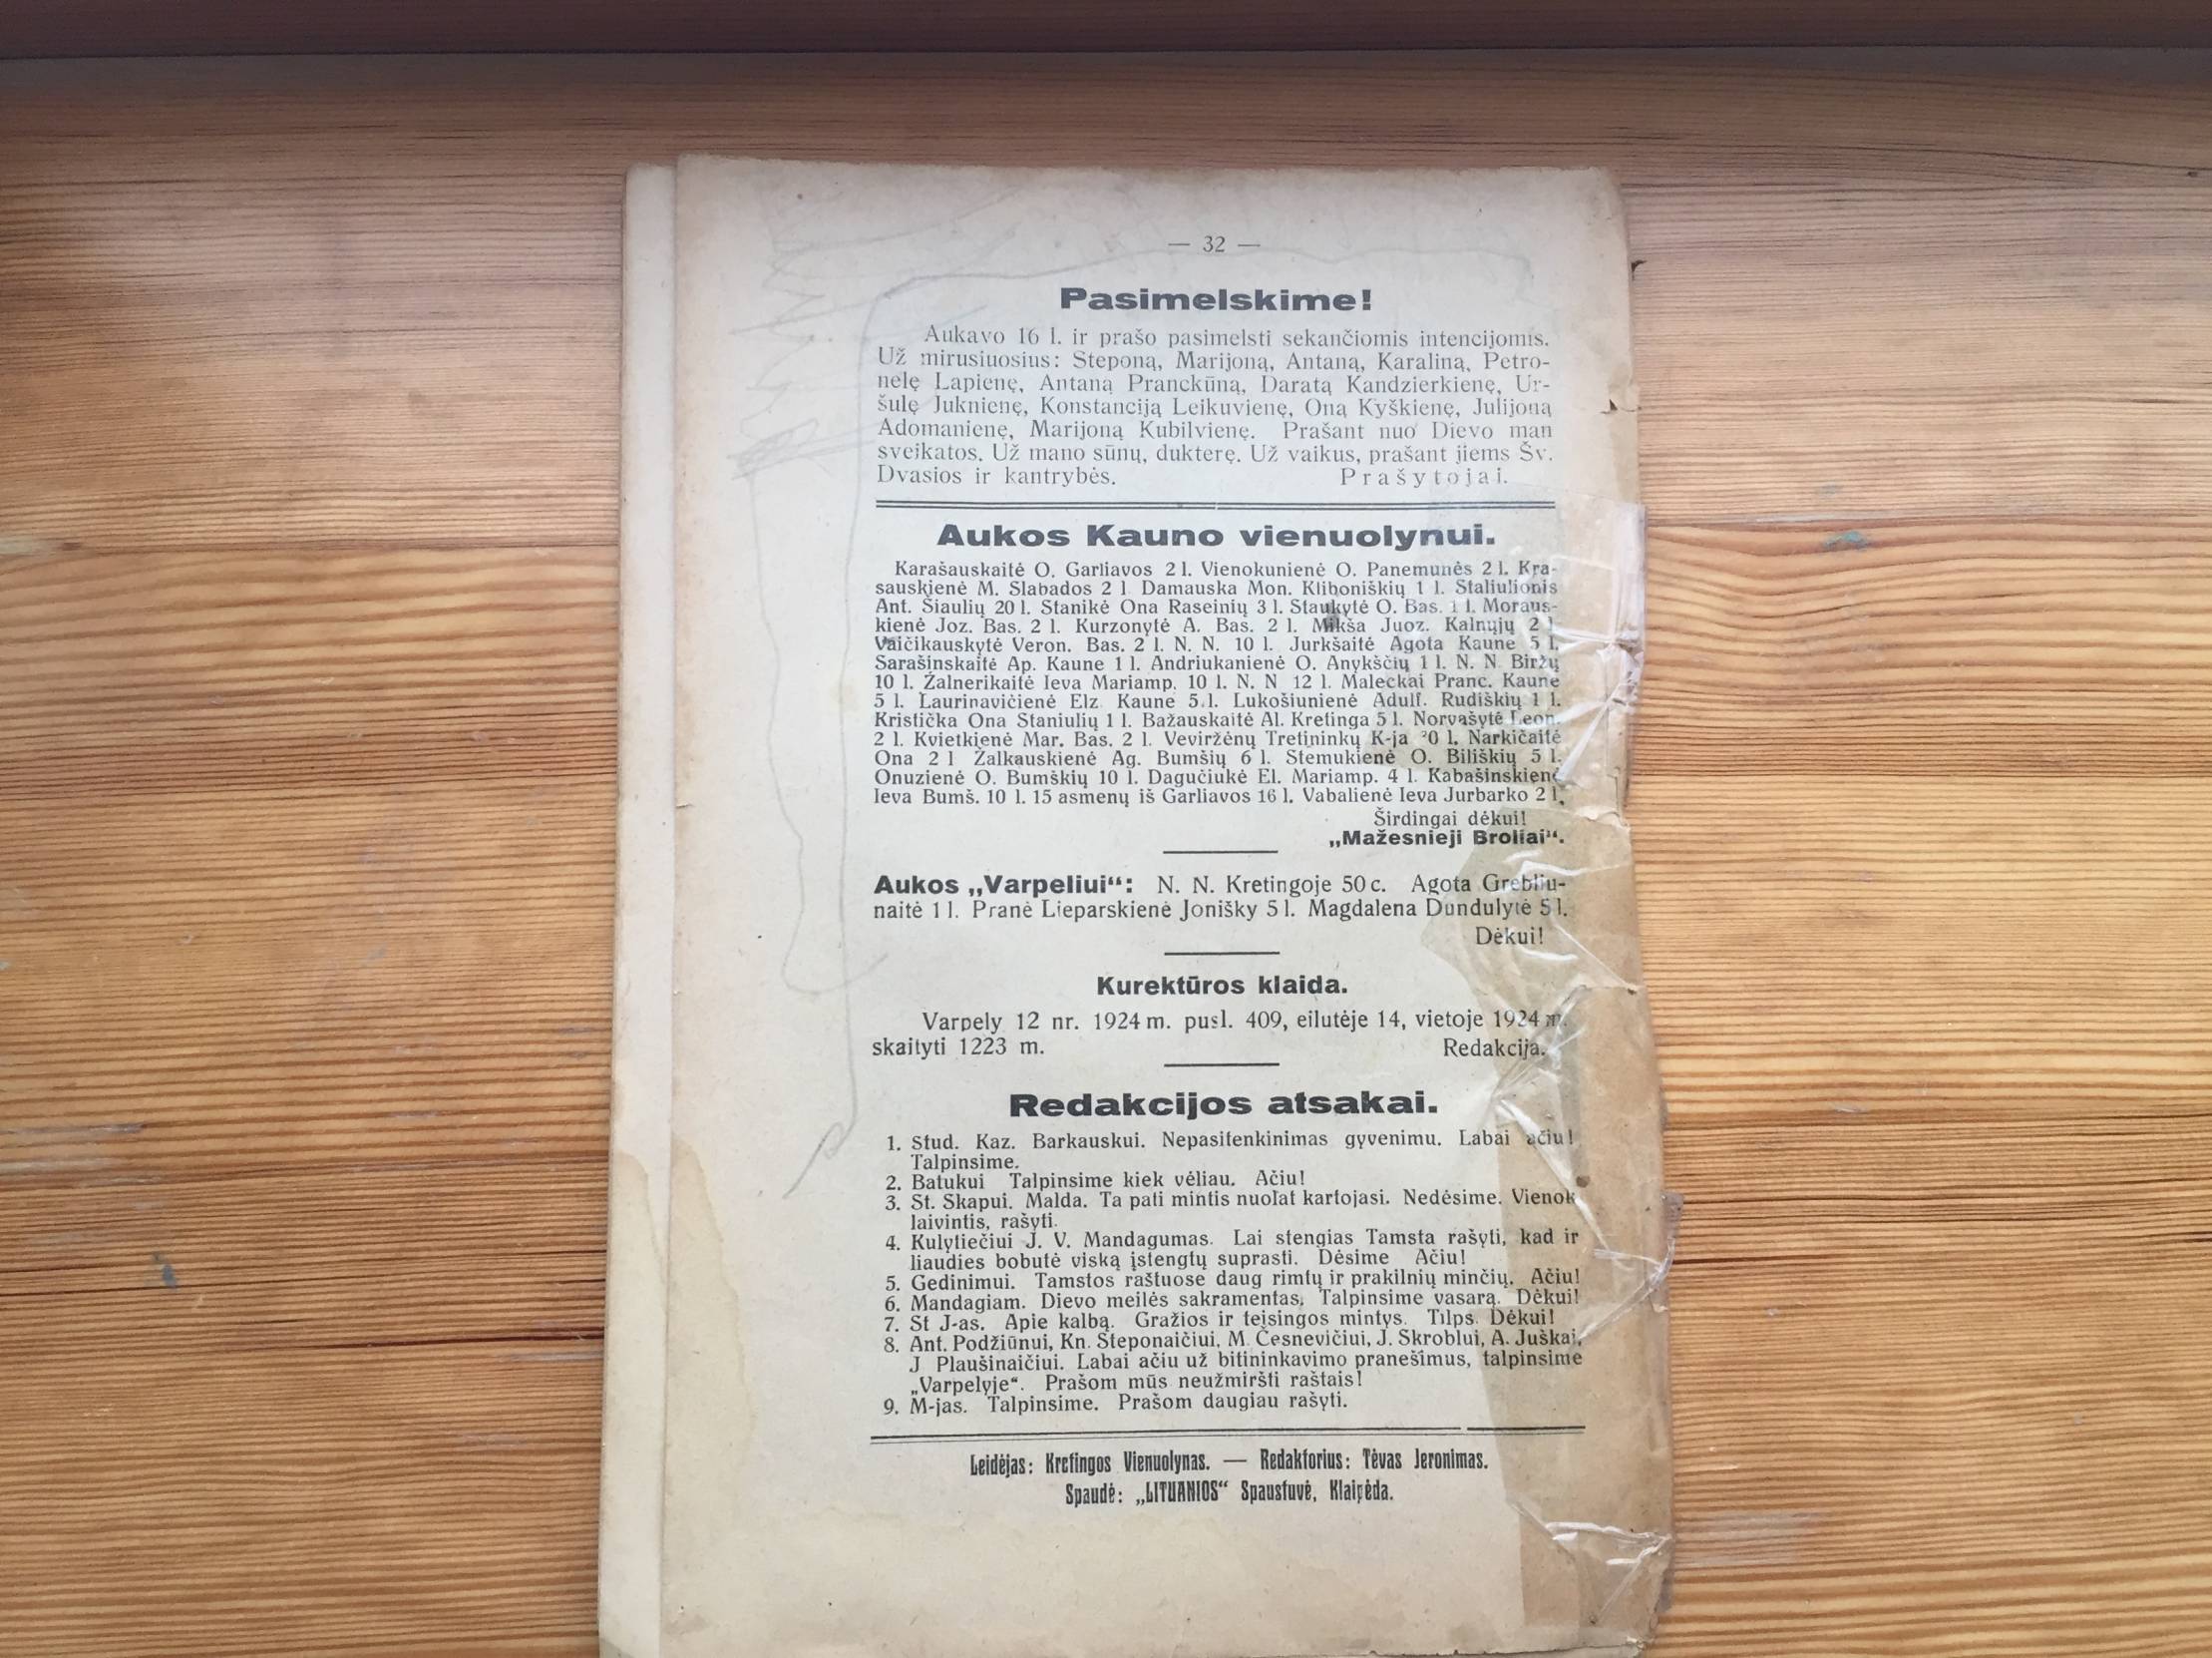 — 32 —
Pasimelskime!
Aukavo 16 l. ir prašo pasimelsti sekančiomis intencijomis.
Už mirusiuosius: Steponą, Marijoną, Antaną, Karaliną, Petro-
nelę Lapienę, Antaną Pranckūną, Daratą Kandzierkienę, Ur-
šulę Juknienę, Konstanciją Leikuvienę, Oną Kyškienę, Julijoną
Adomanienę, Marijoną Kubilvienę. Prašant nuo Dievo man
sveikatos. Už mano sūnų, dukterę. Už vaikus, prašant jiems Šv.
Dvasios ir kantrybės. Prašytojai.
Aukos Kauno vienuolynui.
Karašauskaitė O. Garliavos 2 l. Vienokunienė O. Panemunės 2 l. Kra-
sauskienė M. Slabados 2 l Damauska Mon. Kliboniškių 1 l. Staliulionis
Ant. Šiaulių 20 l. Stanikė Ona Raseinių 3 l. Staukytė O. Bas. 1 l. Moraus-
kienė Joz. Bas. 2 l. Kurzonytė A. Bas. 2 l. Mikša Juoz. Kalnųjų 2 l
Vaičikauskytė Veron. Bas. 2 l. N. N. 10 l. Jurkšaitė Agota Kaune 5 l.
Sarašinskaitė Ap. Kaune 1 l. Andriukanienė O. Anykščių 1 l. N. N. Biržų
10 l. Žalnerikaitė Ieva Mariamp. 10 l. N. N 12 l. Maleckai Pranc. Kaune
5 l. Laurinavičienė Elz. Kaune 5 l. Lukošiunienė Adulf. Rudiškių 1 l.
Kristička Ona Staniulių 1 l. Bažauskaitė Al. Kretinga 5 l. Norvašytė Leon.
2 l. Kvietkienė Mar. Bas. 2 l. Veviržėnų Tretininkų K-ja 0 l. Narkičaitė
Ona 2 l Žalkauskienė Ag. Bumšių 6 l. Stemukienė O. Biliškių 5 l.
Onuzienė O. Bumškių 10 l. Dagučiukė El. Mariamp. 4 l. Kabašinskienė
Ieva Bumš. 10 l. 15 asmenų iš Garliavos 16 l. Vabalienė Ieva Jurbarko 2 l.
Širdingai dėkui!
„Mažesnieji Broliai“.
Aukos „Varpeliui“: N. N. Kretingoje 50 c. Agota Grebliu-
naitė 1 l. Pranė Lieparskienė Jonišky 5 l. Magdalena Dundulytė 5 l.
Dėkui!
Kurektūros klaida.
Varpely 12 nr. 1924 m. pusl. 409, eilutėje 14, vietoje 1924 m.
skaityti 1223 m. Redakcija.
Redakcijos atsakai.
1. Stud. Kaz. Barkauskui. Nepasitenkinimas gyvenimu. Labai ačiu!
Talpinsime.
2. Batukui Talpinsime kiek vėliau. Ačiu!
3. St. Skapui. Malda. Ta pati mintis nuolat kartojasi. Nedėsime. Vienok
laivintis, rašyti.
4. Kulytiečiui J. V. Mandagumas. Lai stengias Tamsta rašyti, kad ir
liaudies bobutė viską įstengtų suprasti. Dėsime Ačiu!
5. Gedinimui. Tamstos raštuose daug rimtų ir prakilnių minčių. Ačiu!
6. Mandagiam. Dievo meilės sakramentas. Talpinsime vasarą. Dėkui!
7. St J-as. Apie kalbą. Gražios ir teisingos mintys. Tilps. Dėkui!
8. Ant. Podžiūnui, Kn. Steponaičiui, M. Česnevičiui, J. Skroblui, A. Juškai,
J Plaušinaičiui. Labai ačiu už bitininkavimo pranešimus, talpinsime
„Varpelyje“. Prašom mūs neužmiršti raštais!
9. M-jas. Talpinsime. Prašom daugiau rašyti.
Leidėjas: Kretingos Vienuolynas. — Redaktorius: Tėvas Jeronimas.
Spaudė: „LITUANIOS“ Spaustuvė, Klaipėda.